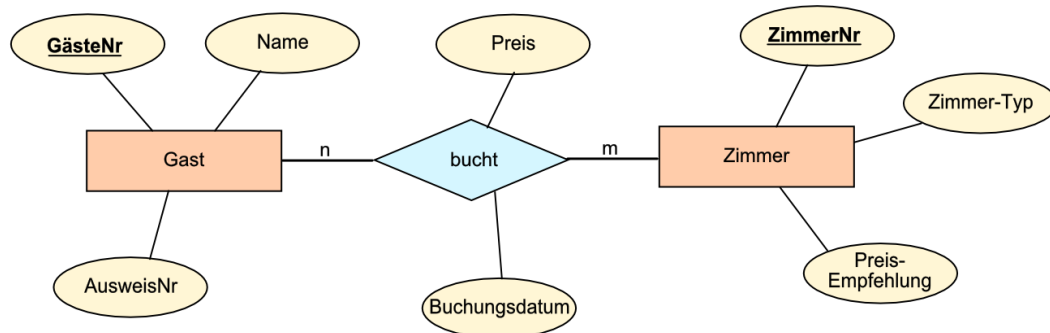 GästeNr
Name
Preis
ZimmerNr
Zimmer-Typ
Gast
n
bucht
m
Zimmer
AusweisNr
Buchungsdatum
Preis-
Empfehlung